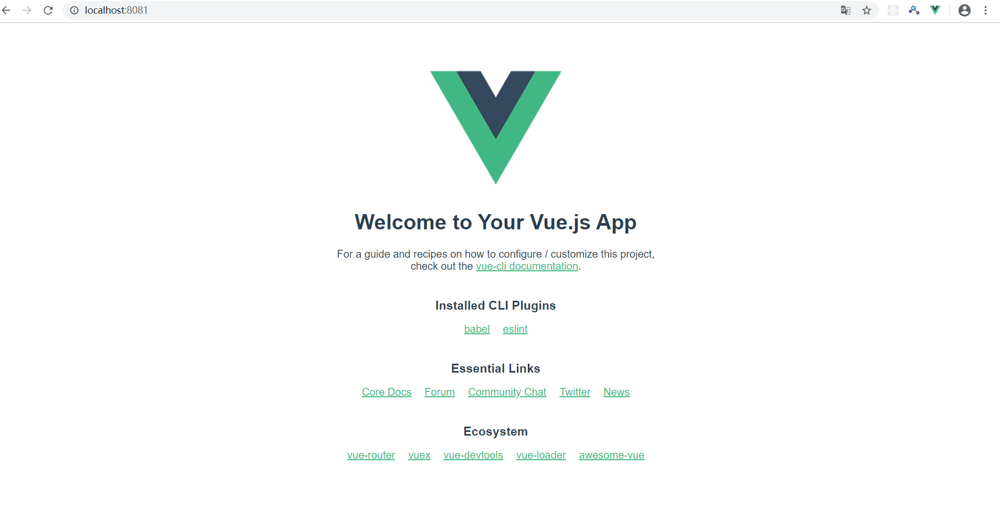 localhost:8081
Welcome to Your Vue.js App
For a guide and recipes on how to configure / customize this project,
check out the vue-cli documentation.
Installed CLI Plugins
babel eslint
Essential Links
Core Docs Forum Community Chat Twitter News
Ecosystem
vue-router vuex vue-devtools vue-loader awesome-vue